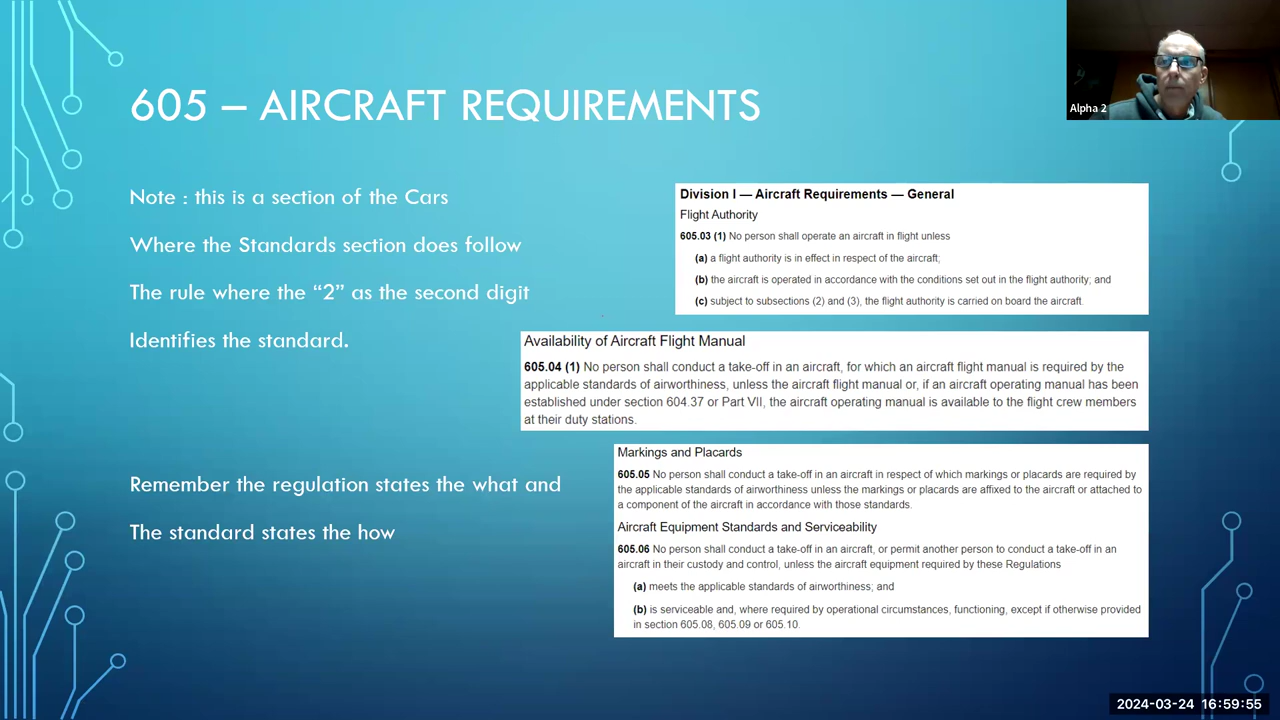 605 – AIRCRAFT REQUIREMENTS
Alpha 2
Note : this is a section of the Cars
Where the Standards section does follow
The rule where the “2” as the second digit
Identifies the standard.
Remember the regulation states the what and
The standard states the how
Division I — Aircraft Requirements — General
Flight Authority
605.03 (1) No person shall operate an aircraft in flight unless
(a) a flight authority is in effect in respect of the aircraft;
(b) the aircraft is operated in accordance with the conditions set out in the flight authority; and
(c) subject to subsections (2) and (3), the flight authority is carried on board the aircraft.
Availability of Aircraft Flight Manual
605.04 (1) No person shall conduct a take-off in an aircraft, for which an aircraft flight manual is required by the
applicable standards of airworthiness, unless the aircraft flight manual or, if an aircraft operating manual has been
established under section 604.37 or Part VII, the aircraft operating manual is available to the flight crew members
at their duty stations.
Markings and Placards
605.05 No person shall conduct a take-off in an aircraft in respect of which markings or placards are required by
the applicable standards of airworthiness unless the markings or placards are affixed to the aircraft or attached to
a component of the aircraft in accordance with those standards.
Aircraft Equipment Standards and Serviceability
605.06 No person shall conduct a take-off in an aircraft, or permit another person to conduct a take-off in an
aircraft in their custody and control, unless the aircraft equipment required by these Regulations
(a) meets the applicable standards of airworthiness; and
(b) is serviceable and, where required by operational circumstances, functioning, except if otherwise provided
in section 605.08, 605.09 or 605.10.
2024-03-24 16:59:55